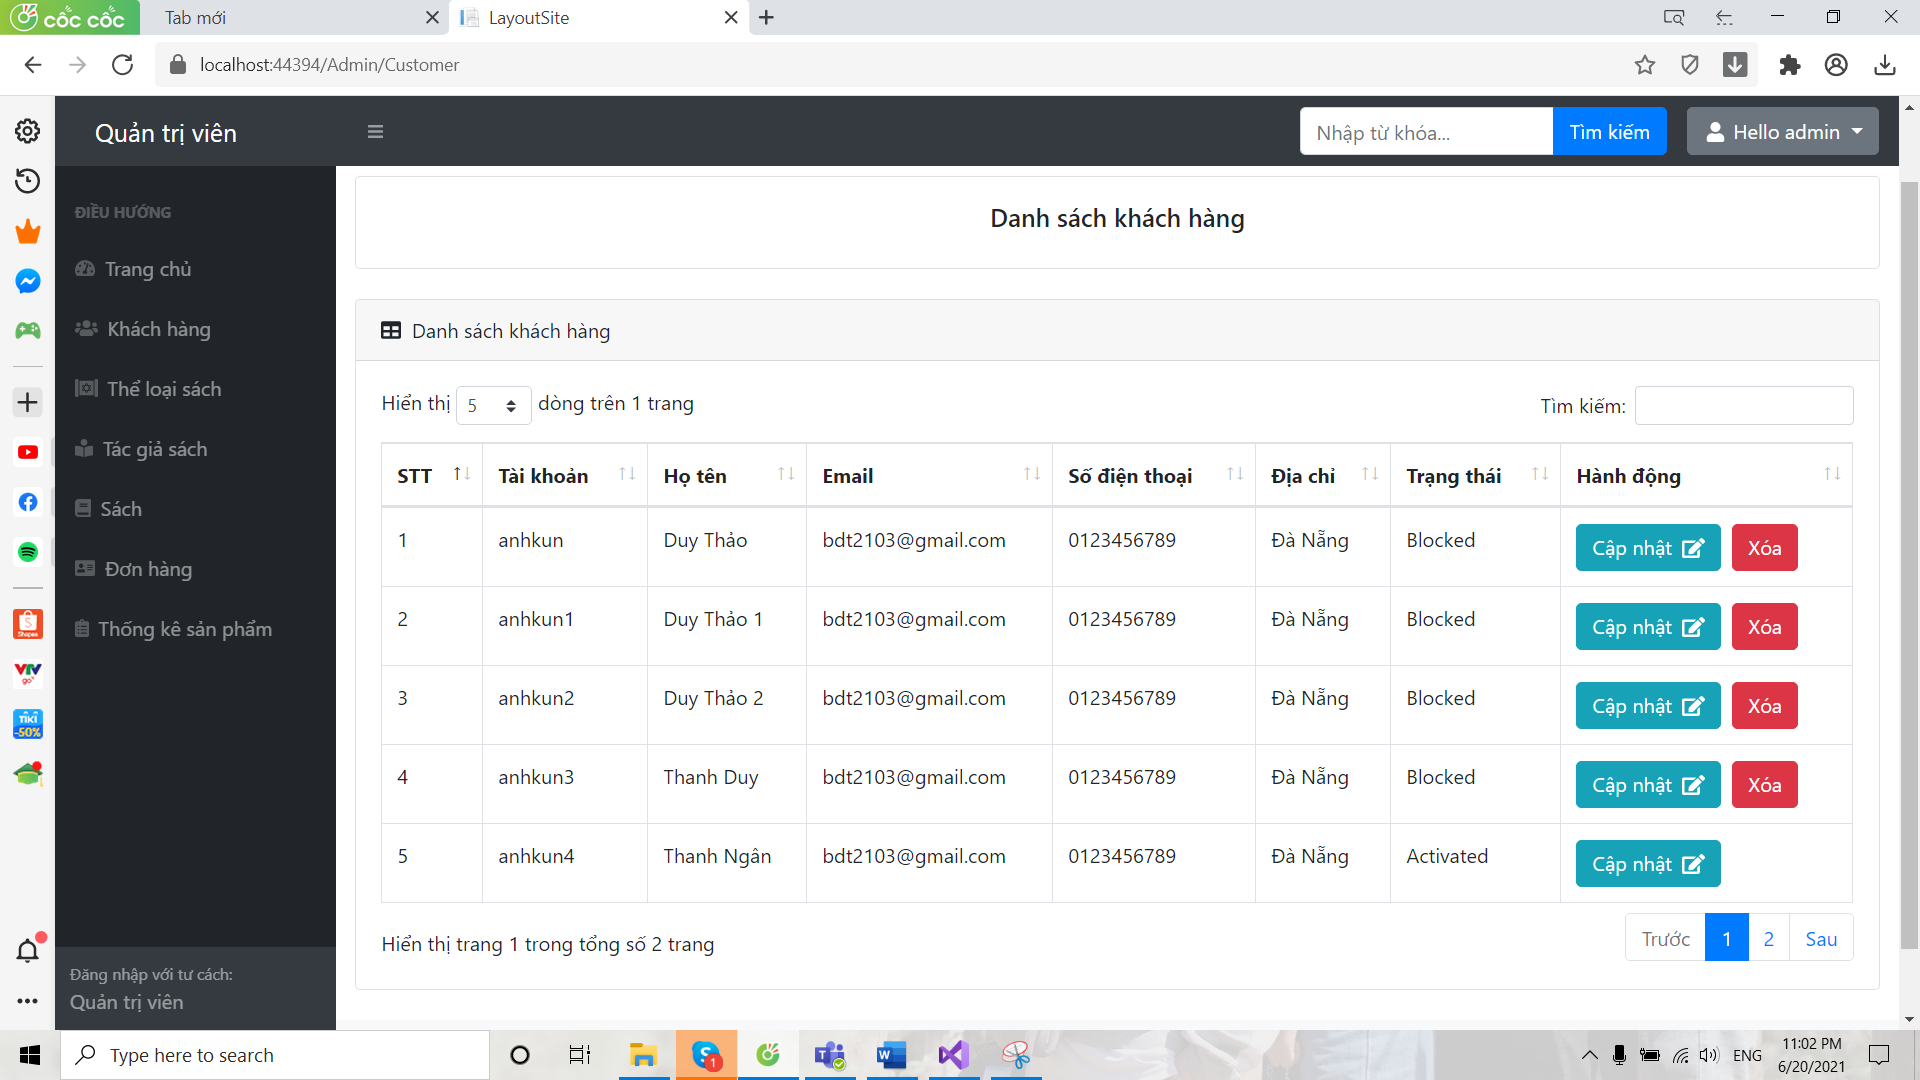 cốc cốc
Tab mới
LayoutSite
localhost:44394/Admin/Customer
Quản trị viên
Nhập từ khóa...
Tìm kiếm
Hello admin
ĐIỀU HƯỚNG
Trang chủ
Khách hàng
Thể loại sách
Tác giả sách
Sách
Đơn hàng
Thống kê sản phẩm
Đăng nhập với tư cách:
Quản trị viên
Shopee
VTV
go
TIKI
-50%
Danh sách khách hàng
Danh sách khách hàng
Hiển thị 5 dòng trên 1 trang
Tìm kiếm:
STT Tài khoản Họ tên Email Số điện thoại Địa chỉ Trạng thái Hành động
1 anhkun Duy Thảo bdt2103@gmail.com 0123456789 Đà Nẵng Blocked Cập nhật Xóa
2 anhkun1 Duy Thảo 1 bdt2103@gmail.com 0123456789 Đà Nẵng Blocked Cập nhật Xóa
3 anhkun2 Duy Thảo 2 bdt2103@gmail.com 0123456789 Đà Nẵng Blocked Cập nhật Xóa
4 anhkun3 Thanh Duy bdt2103@gmail.com 0123456789 Đà Nẵng Blocked Cập nhật Xóa
5 anhkun4 Thanh Ngân bdt2103@gmail.com 0123456789 Đà Nẵng Activated Cập nhật
Hiển thị trang 1 trong tổng số 2 trang
Trước 1 2 Sau
Type here to search
1
ENG
11:02 PM
6/20/2021